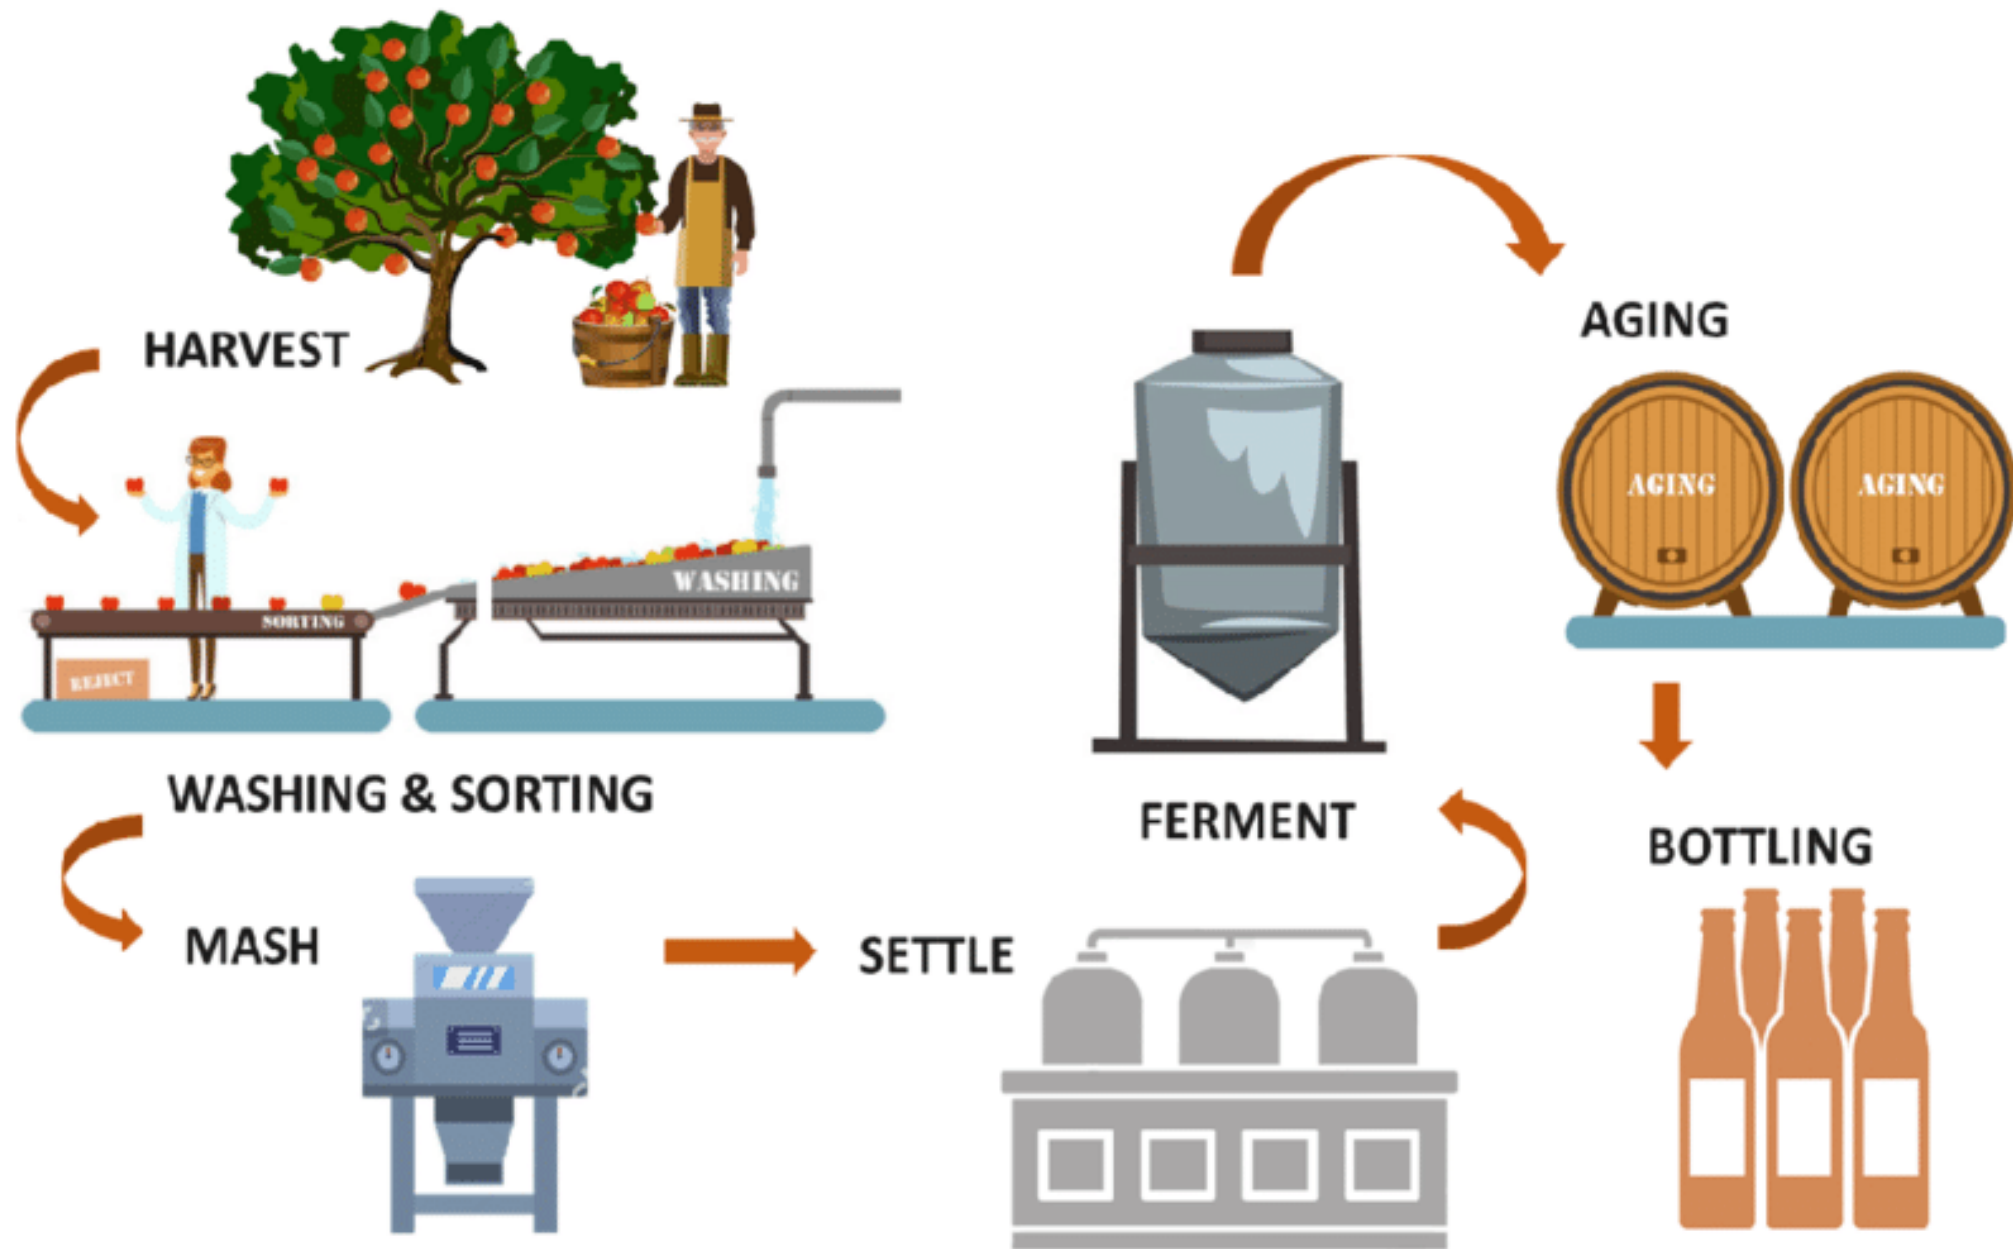 HARVEST
SORTING
REJECT
WASHING
WASHING & SORTING
MASH
SETTLE
FERMENT
AGING
AGING
AGING
BOTTLING